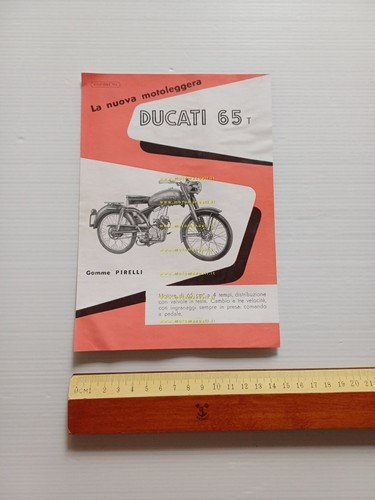 La nuova motoleggera
DUCATI 65 T
Gomme PIRELLI
Motore di 65 cmc a 4 tempi, distribuzione
con valvole in testa. Cambio a tre velocità,
con ingranaggi sempre in presa, comando
a pedale.
1 2 3 4 5 6 7 8 9 10 11 12 13 14 15 16 17 18 19 20 21